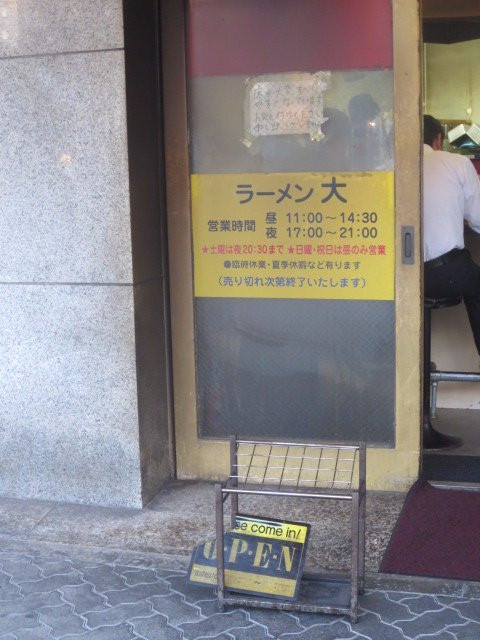 ラーメン 大
営業時間 昼 11:00～14:30
夜 17:00～21:00
★土曜は夜20:30まで ★日曜・祝日は昼のみ営業
●臨時休業・夏季休暇など有ります
（売り切れ次第終了いたします）
come in!
O・P・E・N